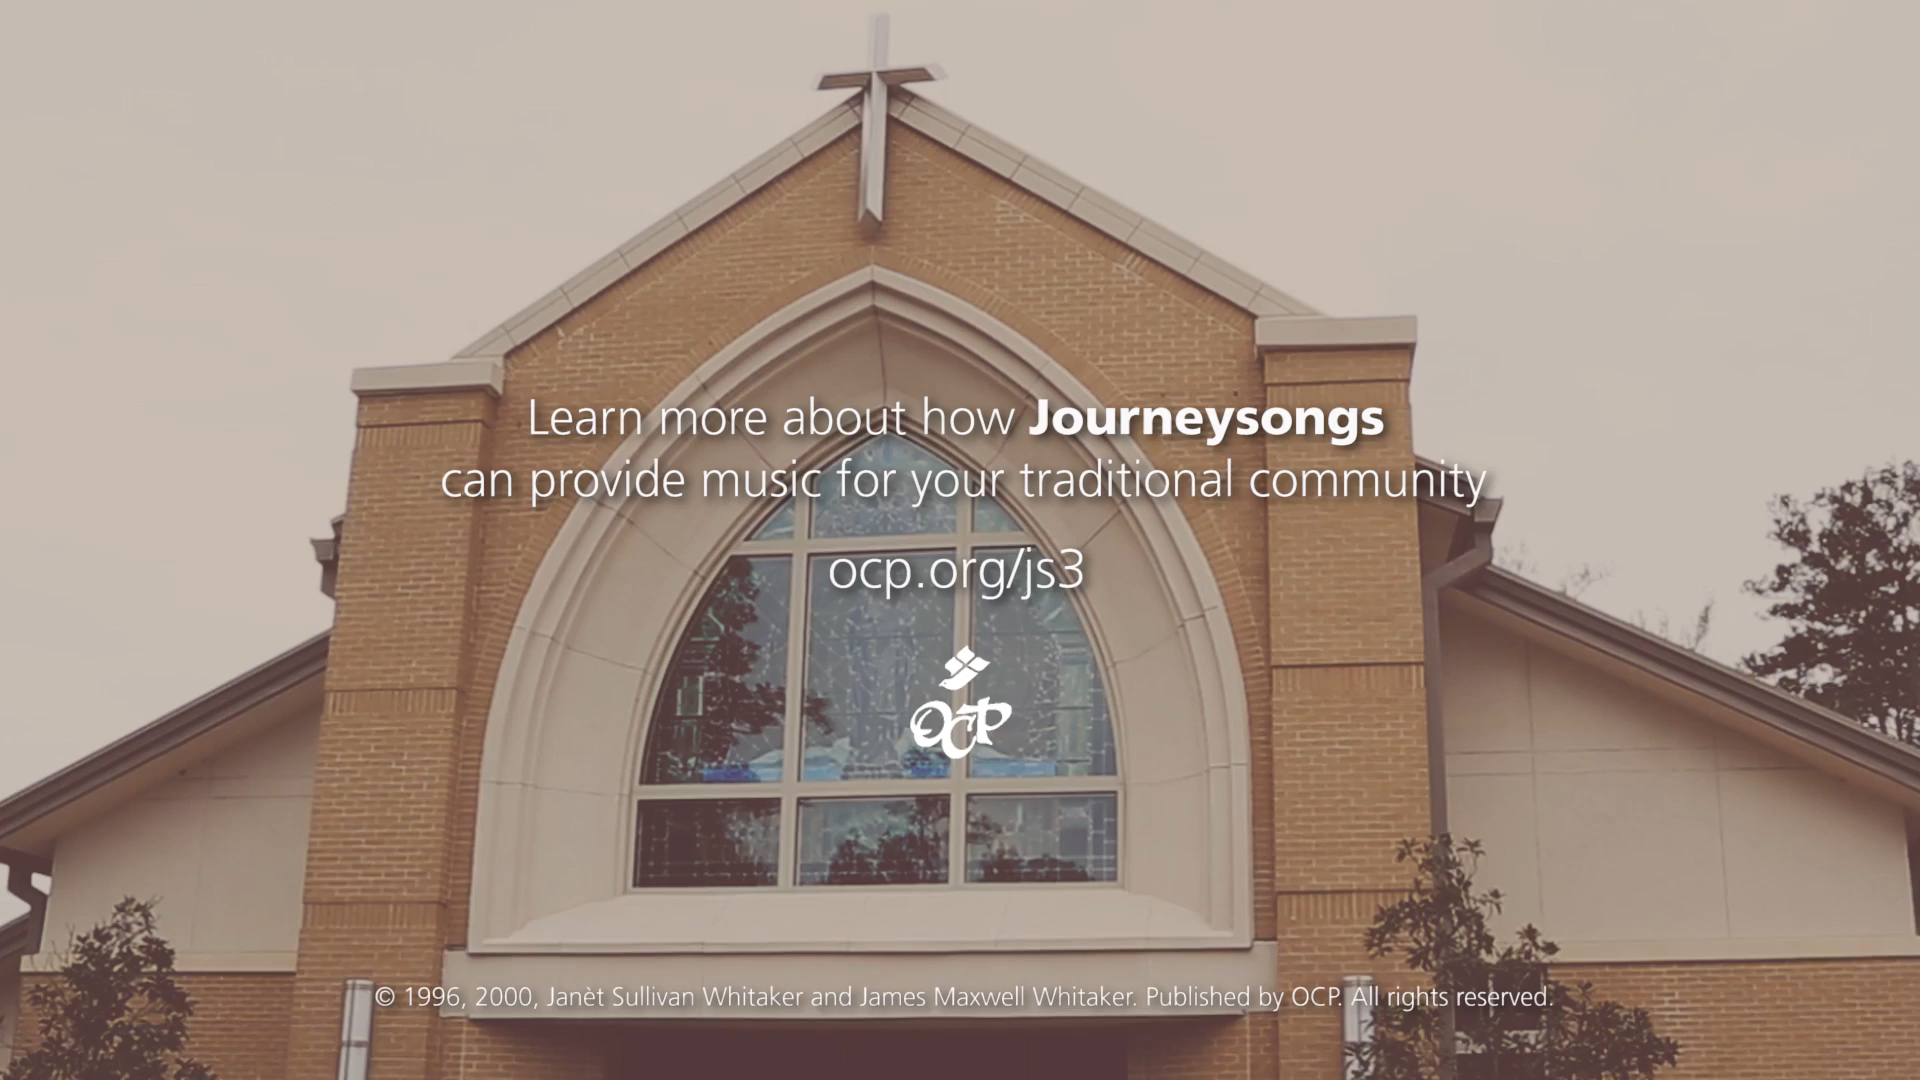 Learn more about how Journeysongs
can provide music for your traditional community
ocp.org/js3
OCP
© 1996, 2000, Janèt Sullivan Whitaker and James Maxwell Whitaker. Published by OCP. All rights reserved.